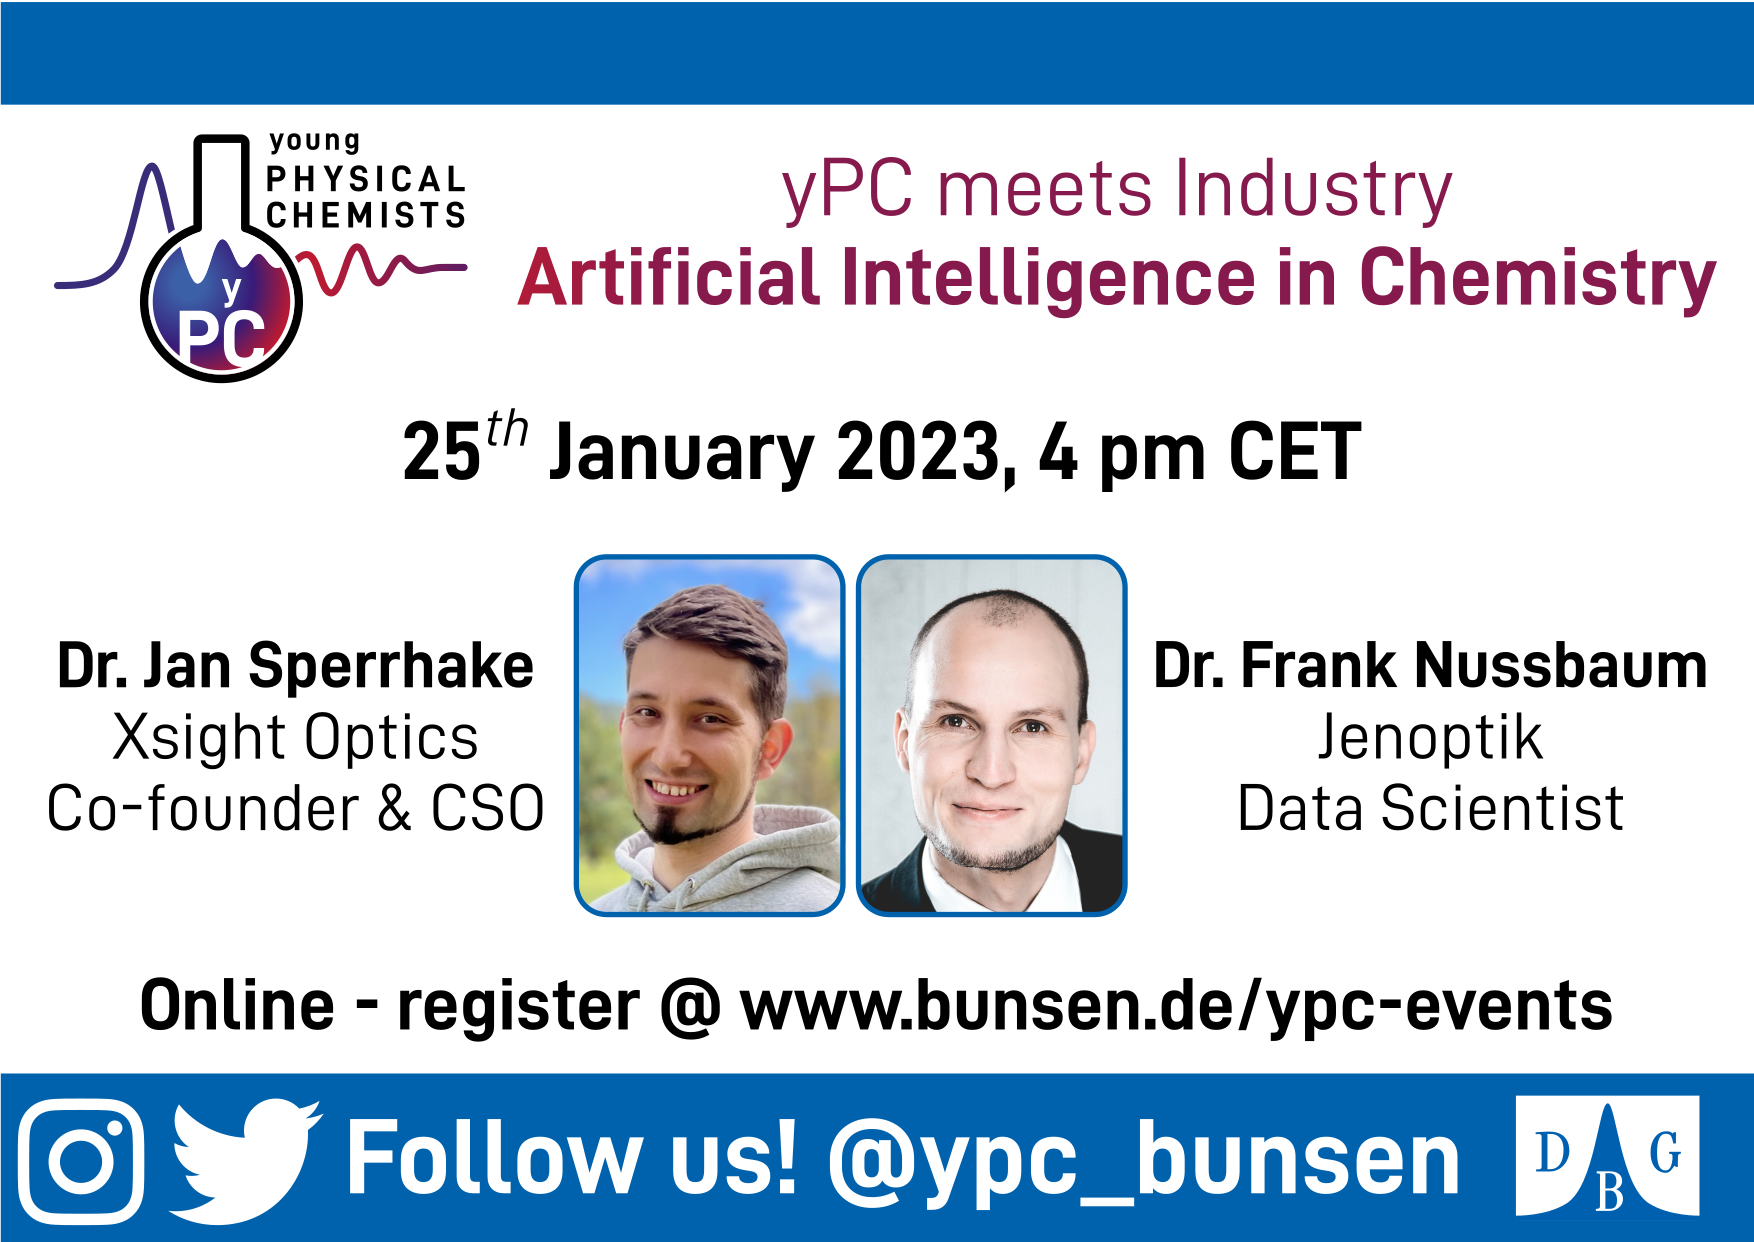 young
PHYSICAL
CHEMISTS
y
PC
yPC meets Industry
Artificial Intelligence in Chemistry
25th January 2023, 4 pm CET
Dr. Jan Sperrhake
Xsight Optics
Co-founder & CSO
Dr. Frank Nussbaum
Jenoptik
Data Scientist
Online - register @ www.bunsen.de/ypc-events
Follow us! @ypc_bunsen
D B G